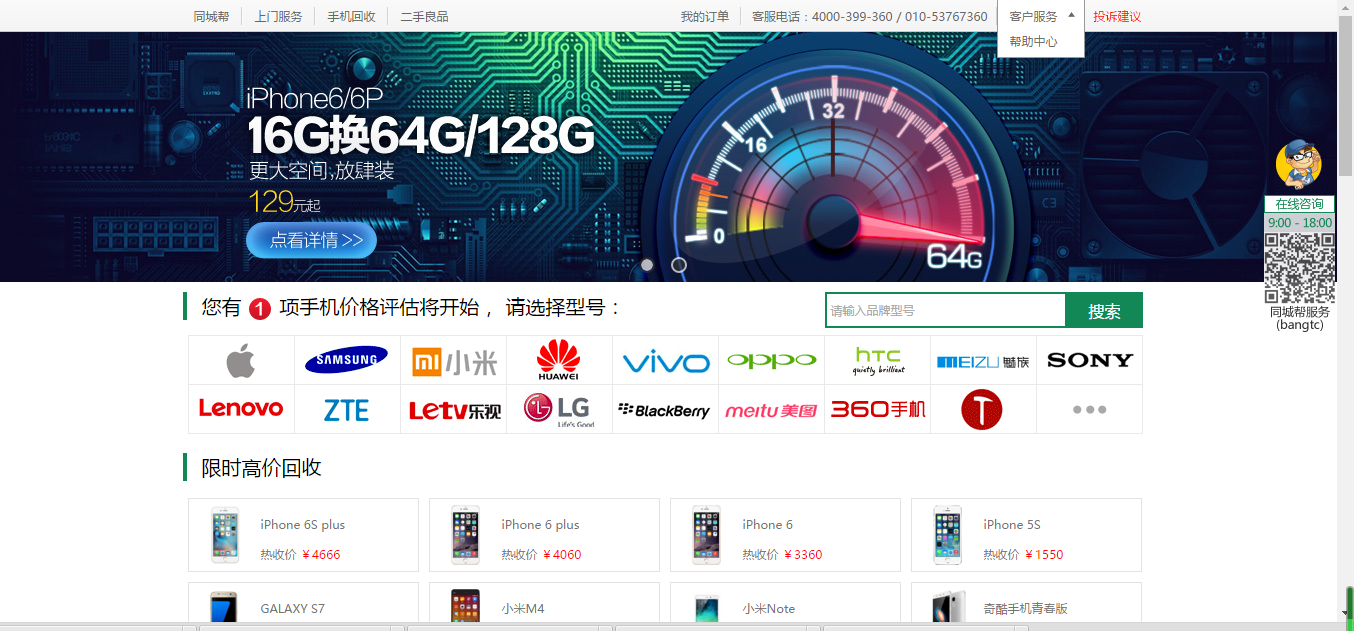 同城帮 上门服务 手机回收 二手良品 我的订单 客服电话：4000-399-360 / 010-53767360 客户服务 投诉建议
帮助中心
iPhone6/6P
16G换64G/128G
更大空间,放肆装
129元起
点看详情 >>
0 16 32 64G
在线咨询
9:00 - 18:00
同城帮服务
(bangtc)
您有 1 项手机价格评估将开始， 请选择型号：
请输入品牌型号 搜索
SAMSUNG 小米 HUAWEI vivo oppo hTC quietly brilliant MEIZU 魅族 SONY
Lenovo ZTE Letv乐视 LG Life's Good BlackBerry meitu 美图 360手机 T
限时高价回收
iPhone 6S plus iPhone 6 plus iPhone 6 iPhone 5S
热收价 ¥4666 热收价 ¥4060 热收价 ¥3360 热收价 ¥1550
GALAXY S7 小米M4 小米Note 奇酷手机青春版